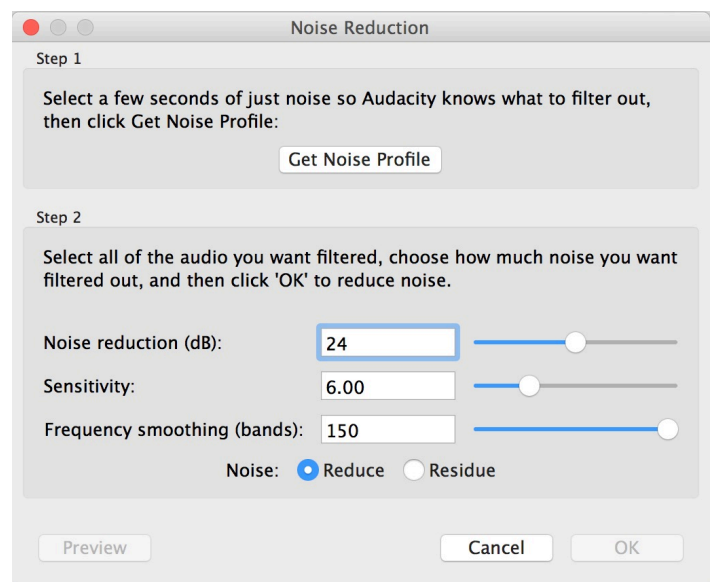 Noise Reduction
Step 1
Select a few seconds of just noise so Audacity knows what to filter out,
then click Get Noise Profile:
Get Noise Profile
Step 2
Select all of the audio you want filtered, choose how much noise you want
filtered out, and then click 'OK' to reduce noise.
Noise reduction (dB): 24
Sensitivity: 6.00
Frequency smoothing (bands): 150
Noise: Reduce Residue
Preview Cancel OK